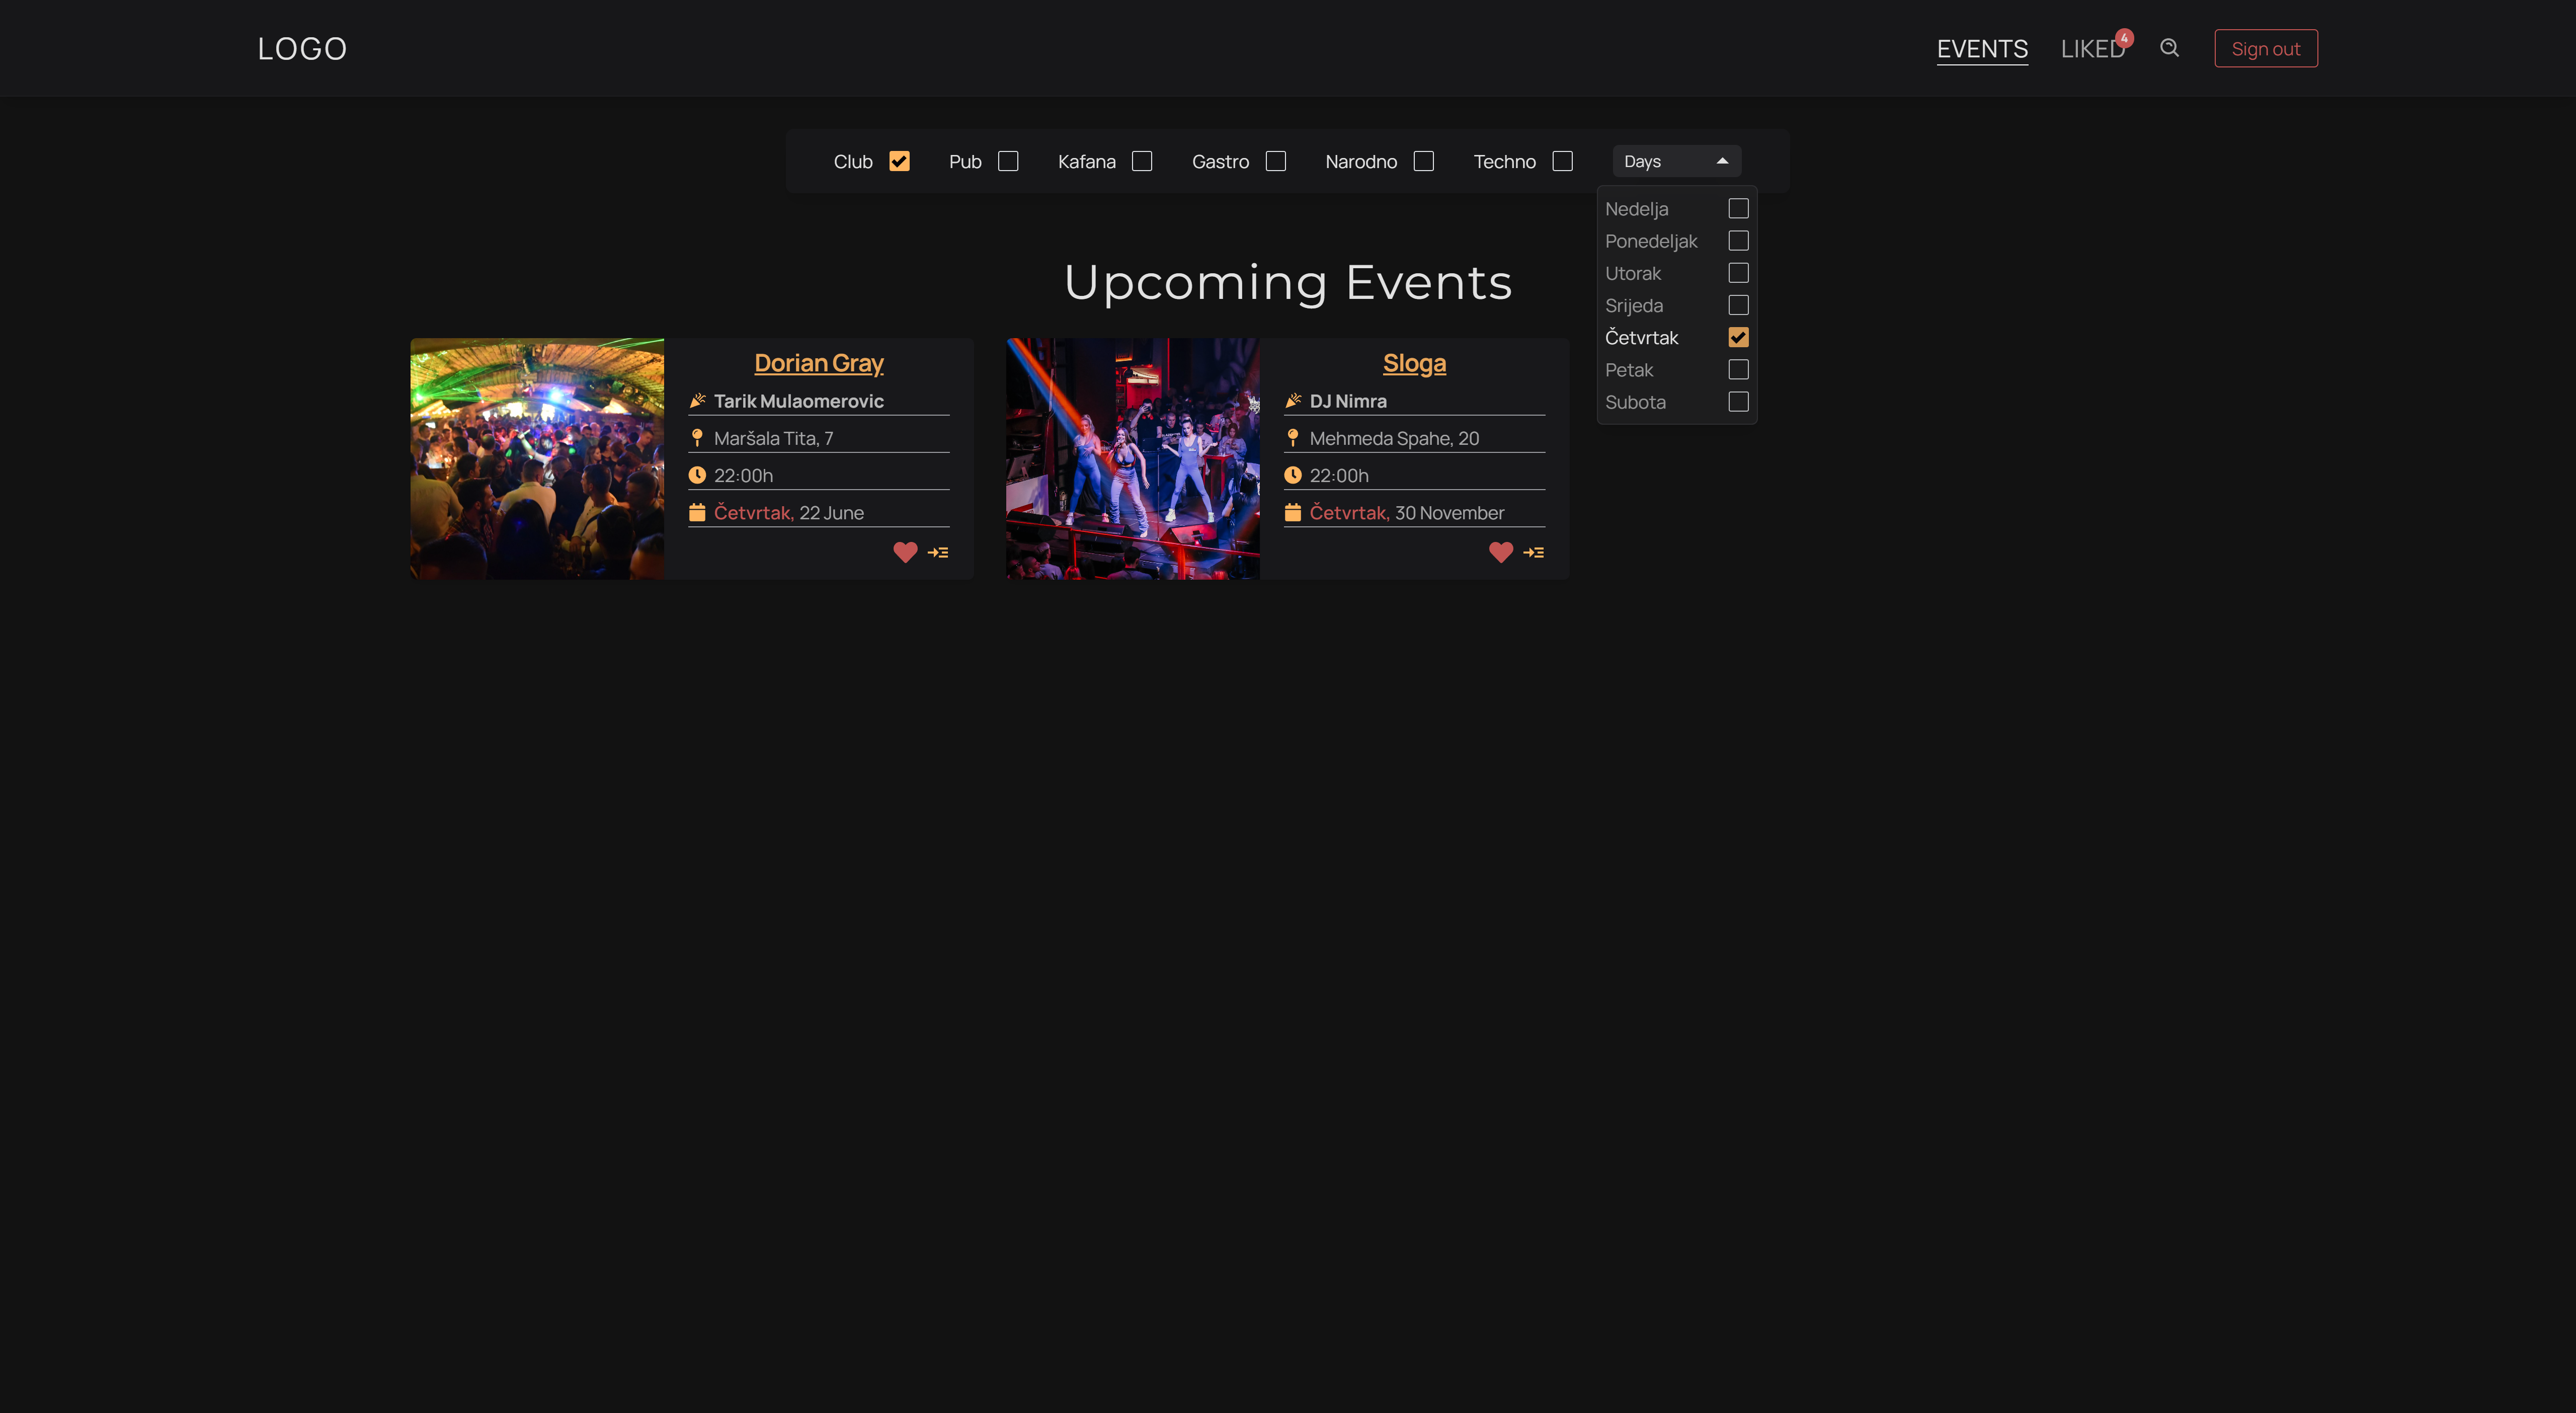 LOGO
EVENTS
LIKED
4
Sign out
Club
Pub
Kafana
Gastro
Narodno
Techno
Days
Nedelja
Ponedeljak
Utorak
Srijeda
Četvrtak
Petak
Subota
Upcoming Events
Dorian Gray
Tarik Mulaomerovic
Maršala Tita, 7
22:00h
Četvrtak, 22 June
Sloga
DJ Nimra
Mehmeda Spahe, 20
22:00h
Četvrtak, 30 November